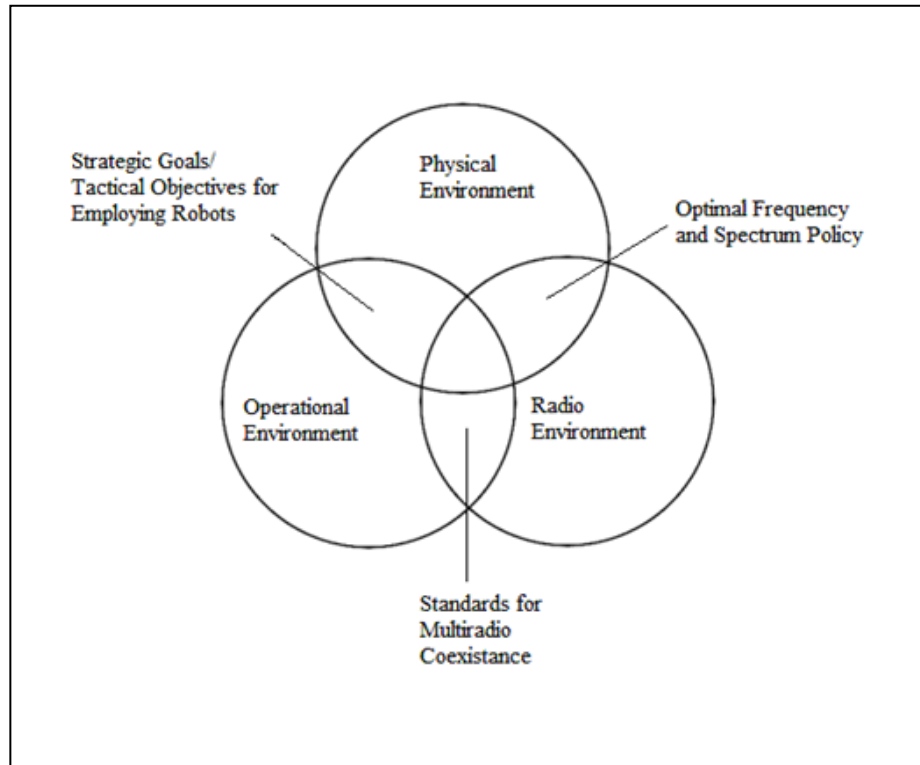 Physical
Environment
Strategic Goals/
Tactical Objectives for
Employing Robots
Optimal Frequency
and Spectrum Policy
Operational
Environment
Radio
Environment
Standards for
Multiradio
Coexistance